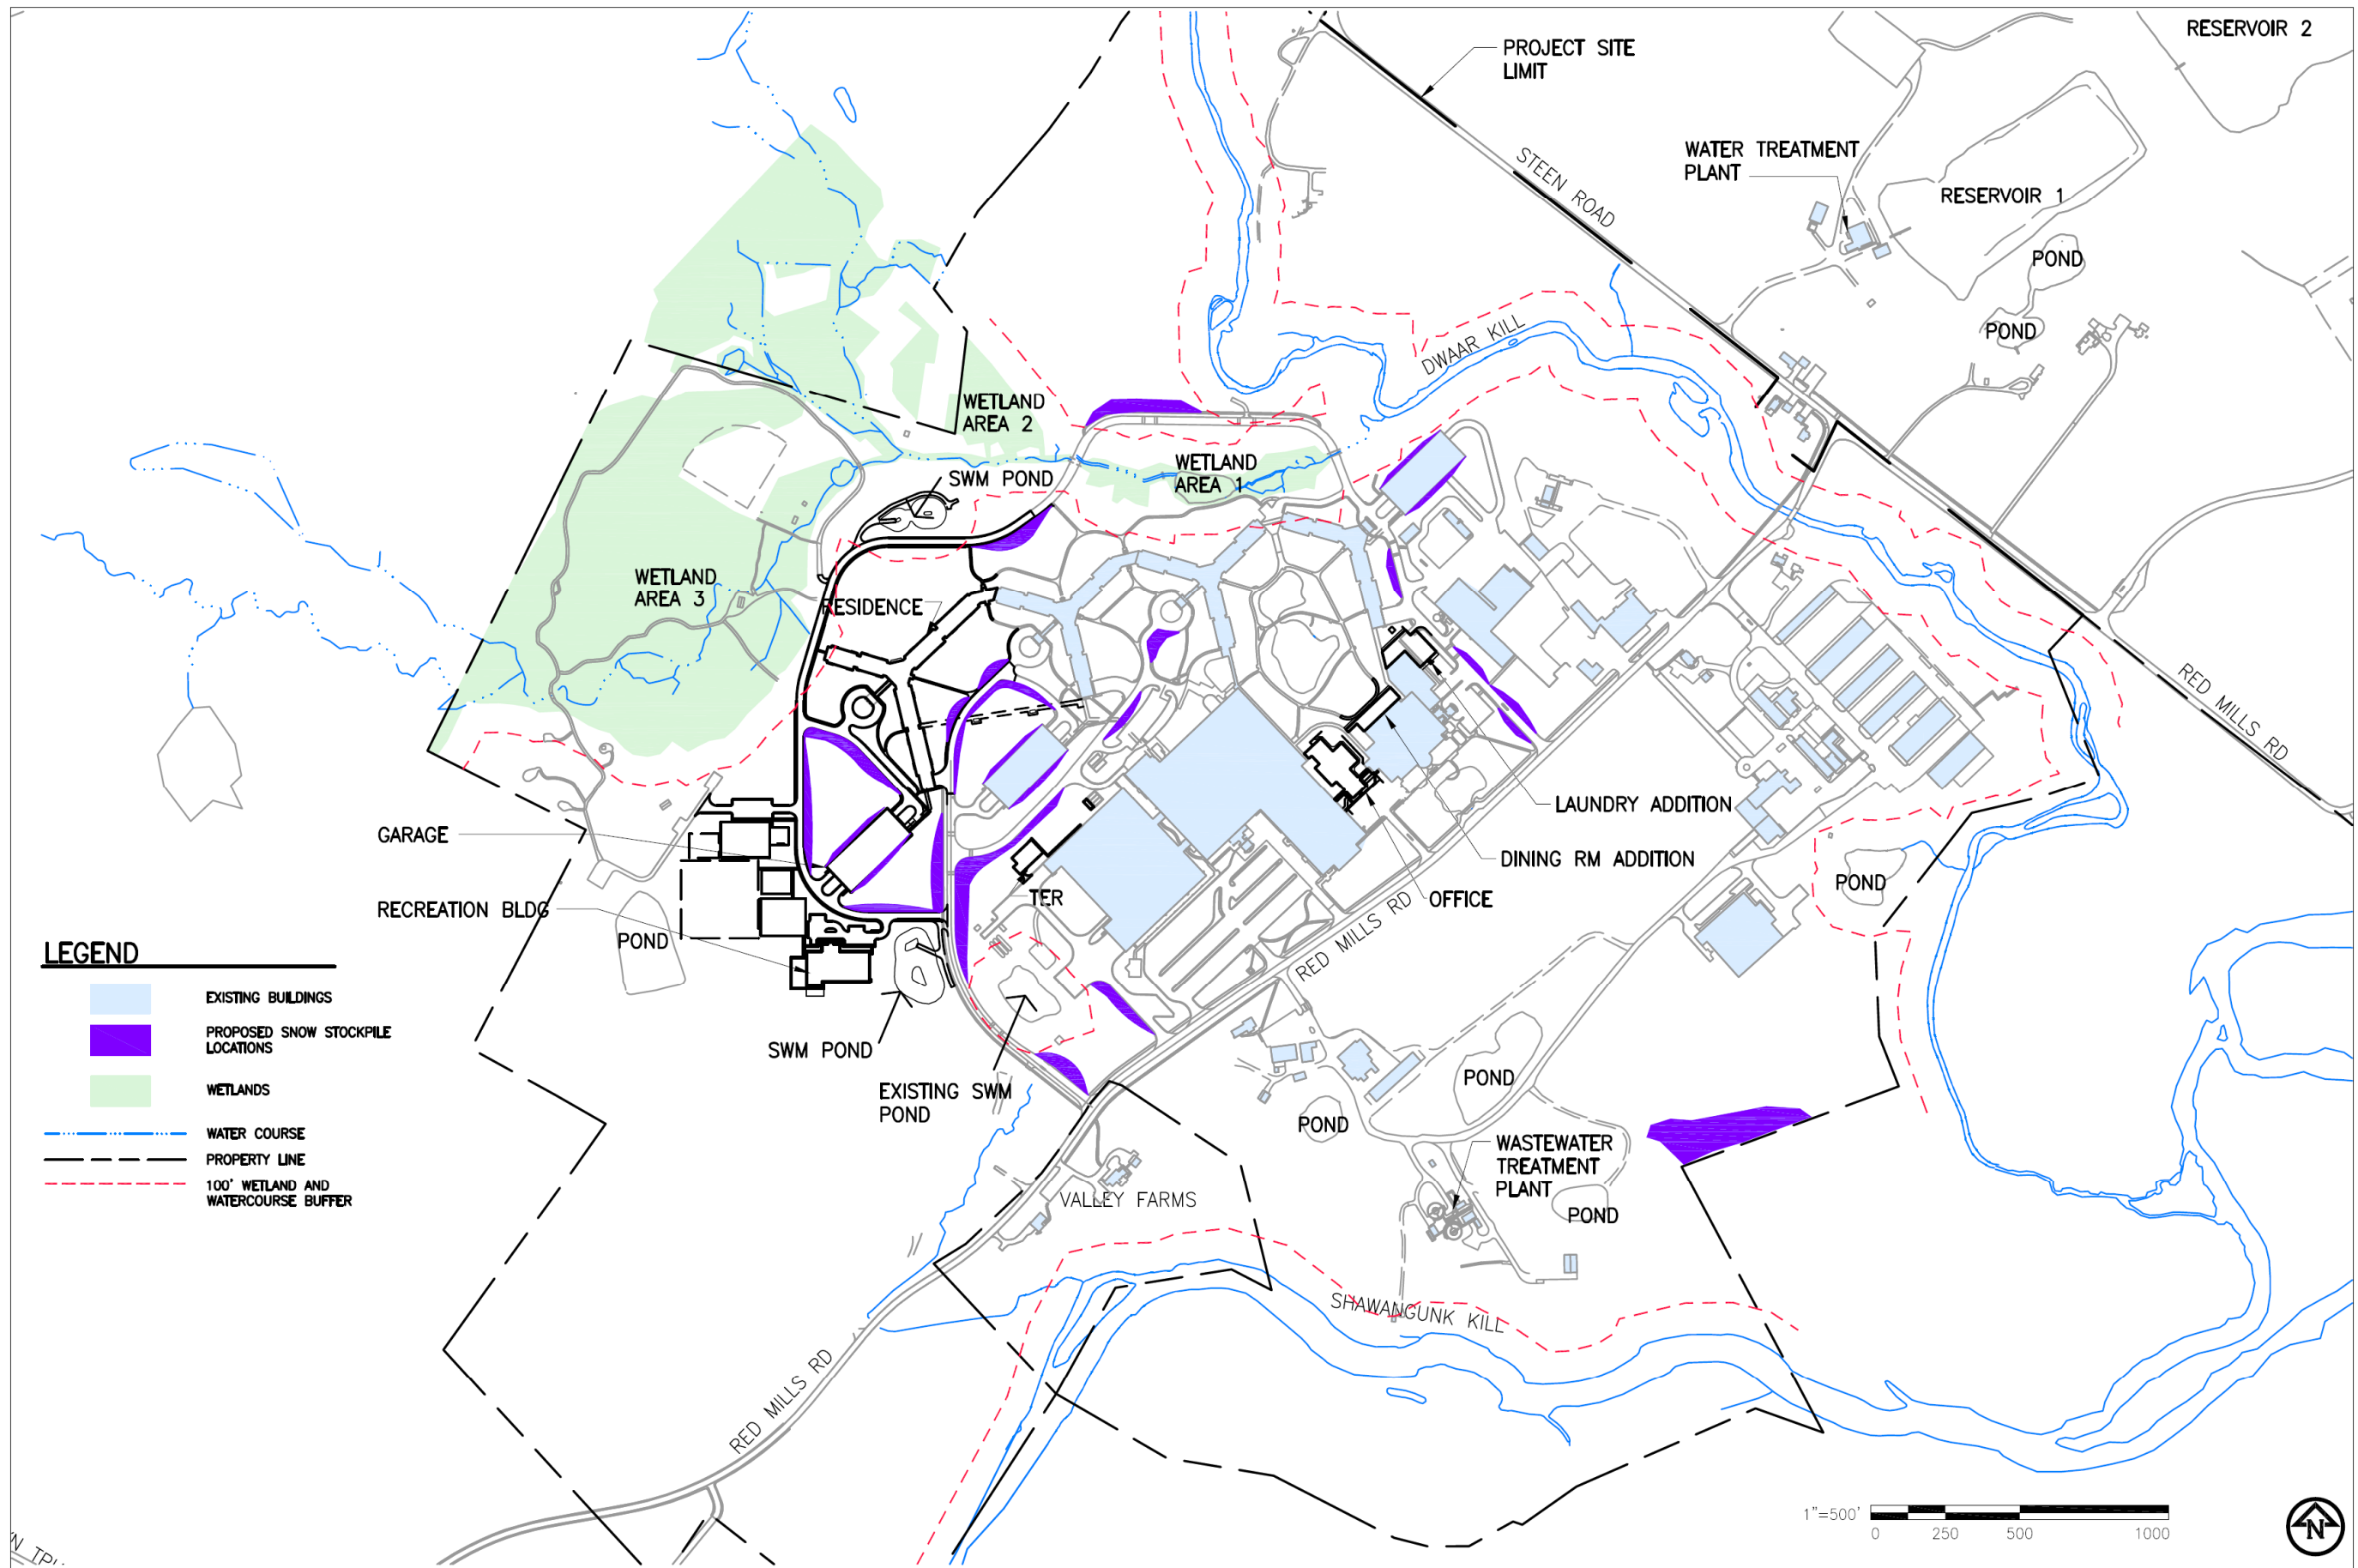 RESERVOIR 2
PROJECT SITE
LIMIT
WATER TREATMENT
PLANT
STEEN ROAD
RESERVOIR 1
POND
POND
DWAAR KILL
WETLAND
AREA 2
WETLAND
AREA 1
SWM POND
WETLAND
AREA 3
RESIDENCE
RED MILLS RD
LAUNDRY ADDITION
GARAGE
DINING RM ADDITION
POND
TER
OFFICE
RECREATION BLDG
POND
RED MILLS RD
LEGEND
EXISTING BUILDINGS
PROPOSED SNOW STOCKPILE
LOCATIONS
WETLANDS
WATER COURSE
PROPERTY LINE
100' WETLAND AND
WATERCOURSE BUFFER
SWM POND
EXISTING SWM
POND
POND
POND
WASTEWATER
TREATMENT
PLANT
VALLEY FARMS
POND
SHAWANGUNK KILL
RED MILLS RD
1"=500'
0 250 500 1000
N